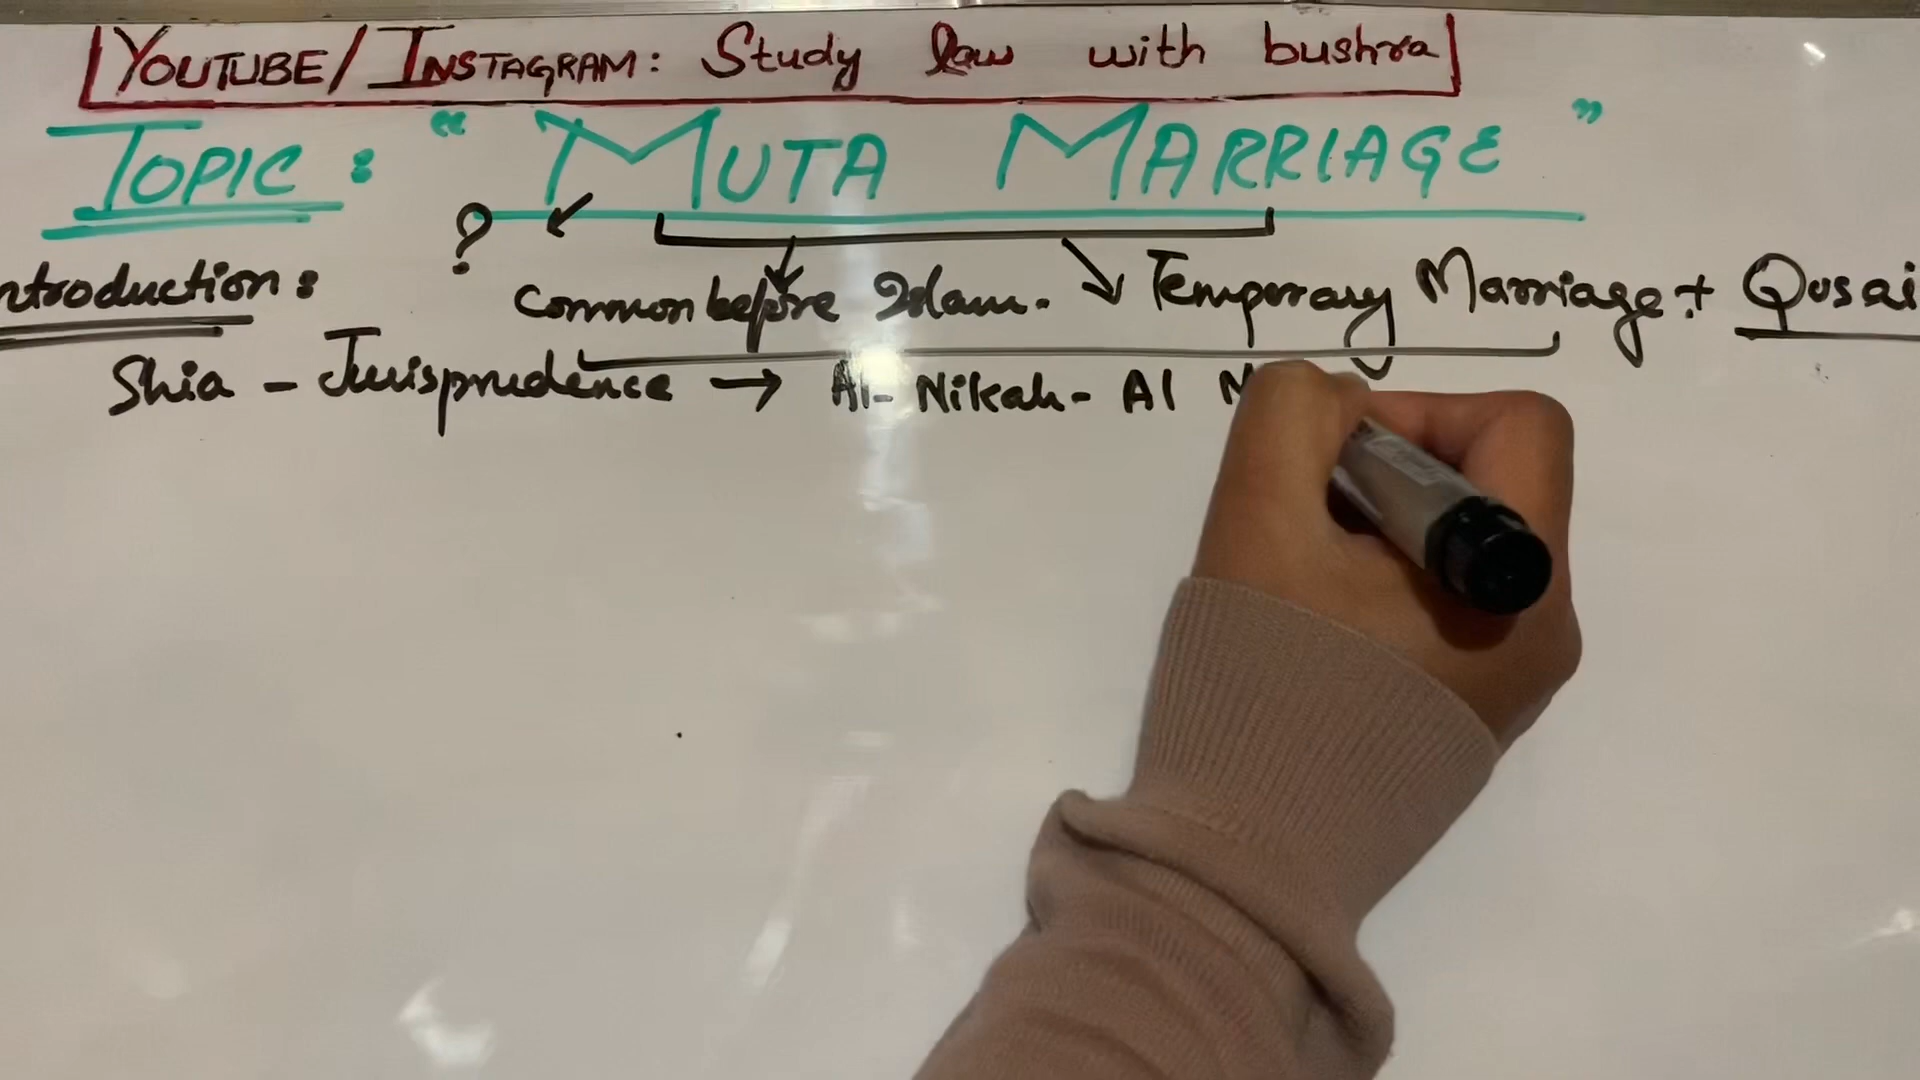 YOUTUBE/INSTAGRAM: Study law with bushra
TOPIC: “ MUTA MARRIAGE ”
ntroduction: ? Common before Islam. Temporary Marriage + Qusai
Shia - Jurisprudence → Al- Nikah- Al M